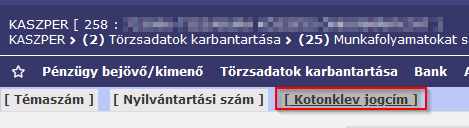 KASZPER [ 258 :
KASZPER > (2) Törzsadatok karbantartása > (25) Munkafolyamatokat s
Pénzügy bejövő/kimenő Törzsadatok karbantartása Bank
[ Témaszám ] [ Nyilvántartási szám ] [ Kotonklev jogcím ]